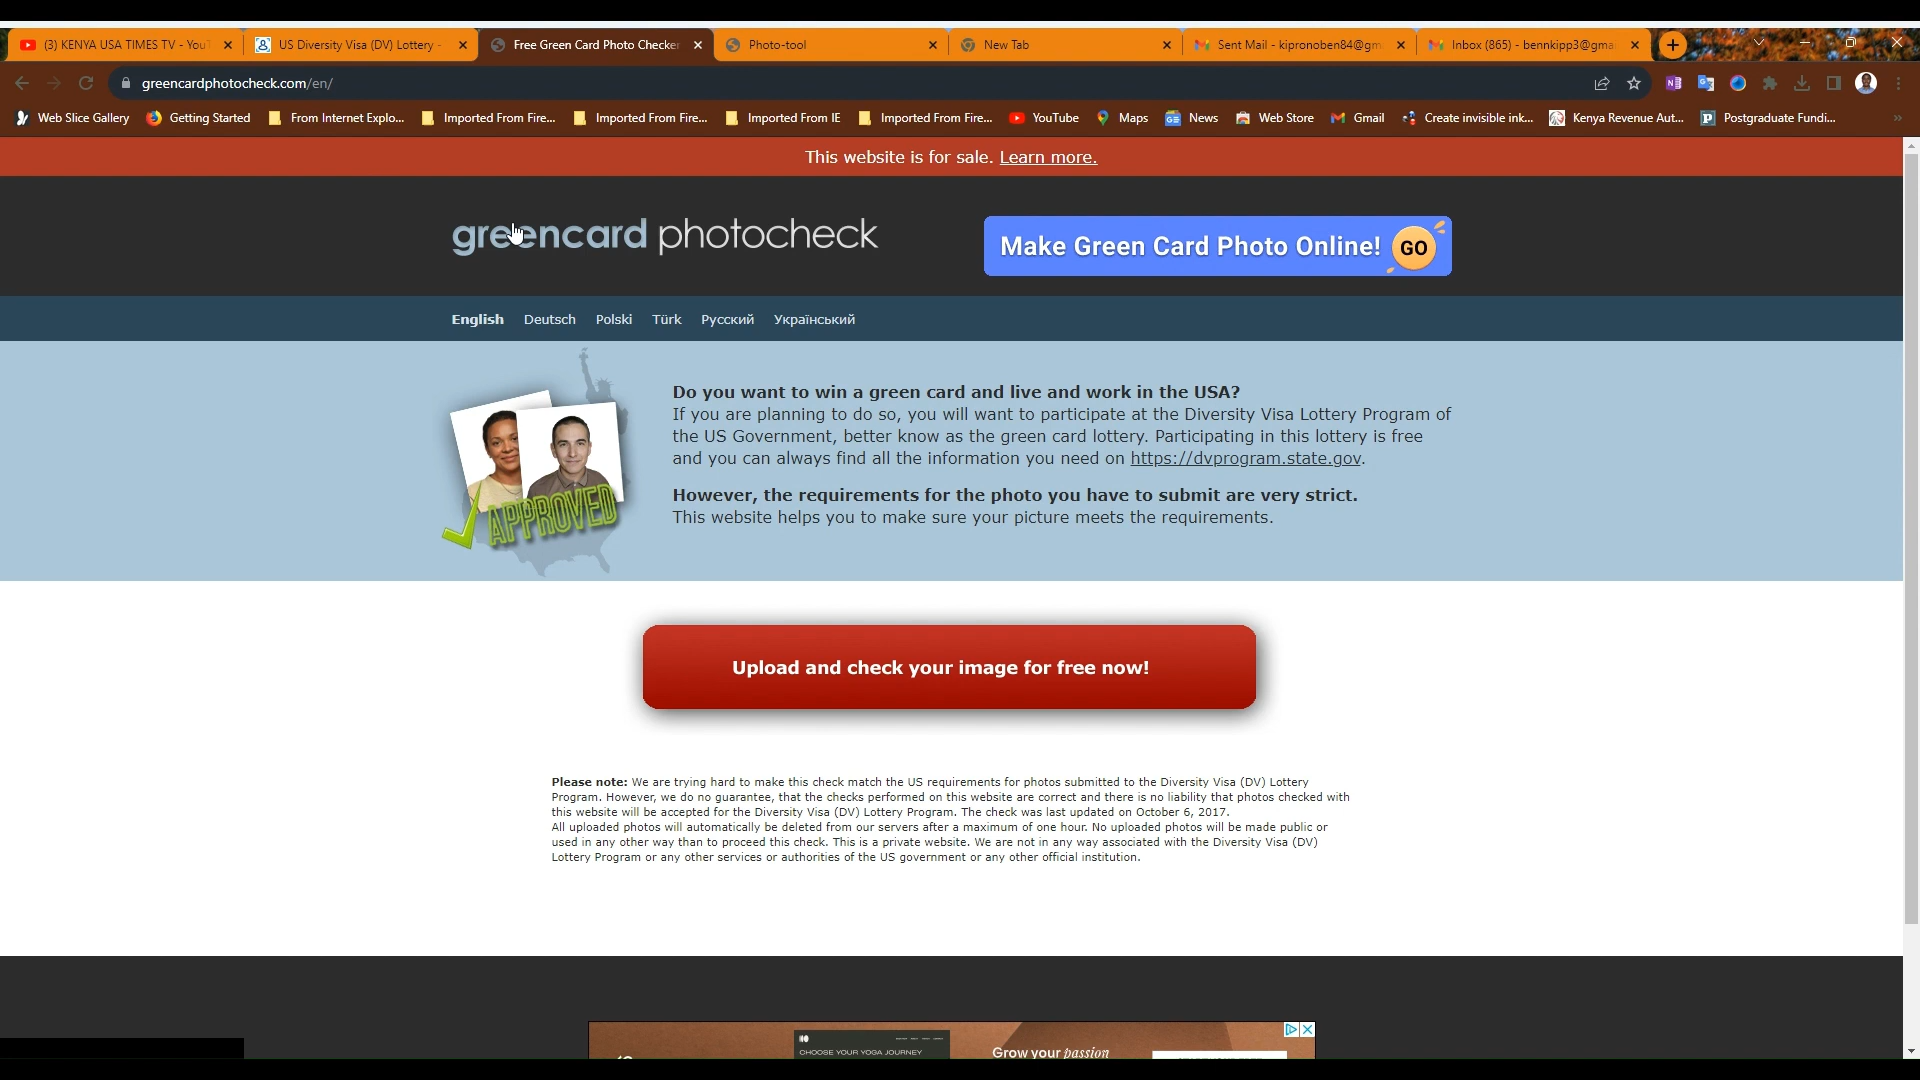 (3) KENYA USA TIMES TV - You
US Diversity Visa (DV) Lottery -
Free Green Card Photo Checker
Photo-tool
New Tab
Sent Mail - kipronoben84@gm
Inbox (865) - bennkipp3@gmai
greencardphotocheck.com/en/
Web Slice Gallery
Getting Started
From Internet Explo...
Imported From Fire...
Imported From Fire...
Imported From IE
Imported From Fire...
YouTube
Maps
News
Web Store
Gmail
Create invisible ink...
Kenya Revenue Aut...
Postgraduate Fundi...
This website is for sale. Learn more.
greencard photocheck
Make Green Card Photo Online! GO
English Deutsch Polski Türk Русский Український
APPROVED
Do you want to win a green card and live and work in the USA?
If you are planning to do so, you will want to participate at the Diversity Visa Lottery Program of
the US Government, better know as the green card lottery. Participating in this lottery is free
and you can always find all the information you need on https://dvprogram.state.gov.
However, the requirements for the photo you have to submit are very strict.
This website helps you to make sure your picture meets the requirements.
Upload and check your image for free now!
Please note: We are trying hard to make this check match the US requirements for photos submitted to the Diversity Visa (DV) Lottery
Program. However, we do no guarantee, that the checks performed on this website are correct and there is no liability that photos checked with
this website will be accepted for the Diversity Visa (DV) Lottery Program. The check was last updated on October 6, 2017.
All uploaded photos will automatically be deleted from our servers after a maximum of one hour. No uploaded photos will be made public or
used in any other way than to proceed this check. This is a private website. We are not in any way associated with the Diversity Visa (DV)
Lottery Program or any other services or authorities of the US government or any other official institution.
CHOOSE YOUR YOGA JOURNEY
Grow your passion